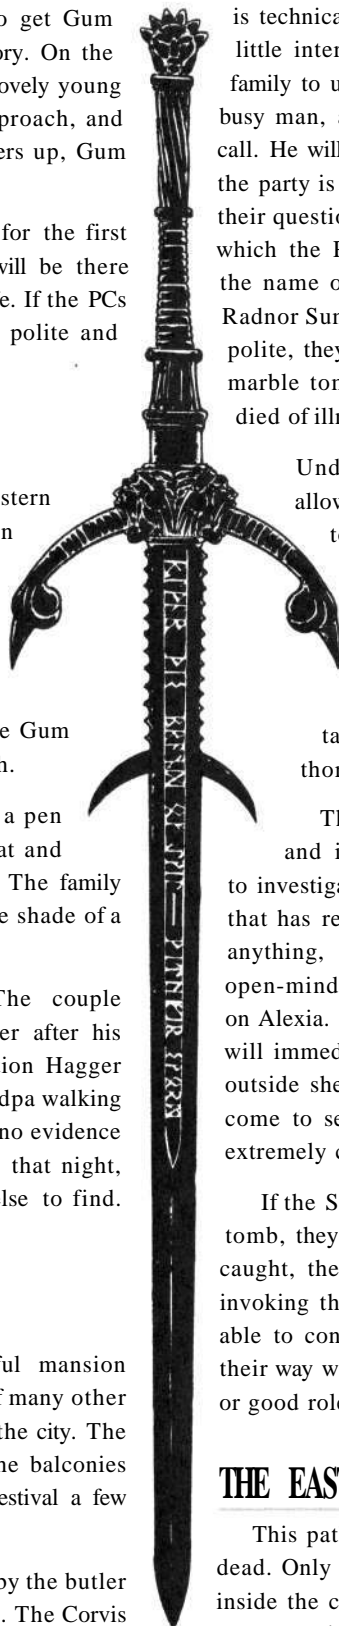 o get Gum
ory. On the
ovely young
proach, and
ers up, Gum
for the first
will be there
e. If the PCs
polite and
stern
n
e Gum
h.
a pen
at and
The family
e shade of a
The couple
er after his
tion Hagger
dpa walking
no evidence
that night,
else to find.
ful mansion
f many other
the city. The
he balconies
estival a few
by the butler
. The Corvis
is technica
little inter
family to u
busy man, a
call. He will
the party is
their questio
which the P
the name o
Radnor Sun
polite, they
marble tom
died of illn
Und
allow
to
ta
thor
Th
and i
to investiga
that has re
anything,
open-mind
on Alexia.
will immed
outside she
come to se
extremely c
If the S
tomb, they
caught, the
invoking th
able to con
their way w
or good role
THE EAST
This pat
dead. Only
inside the c